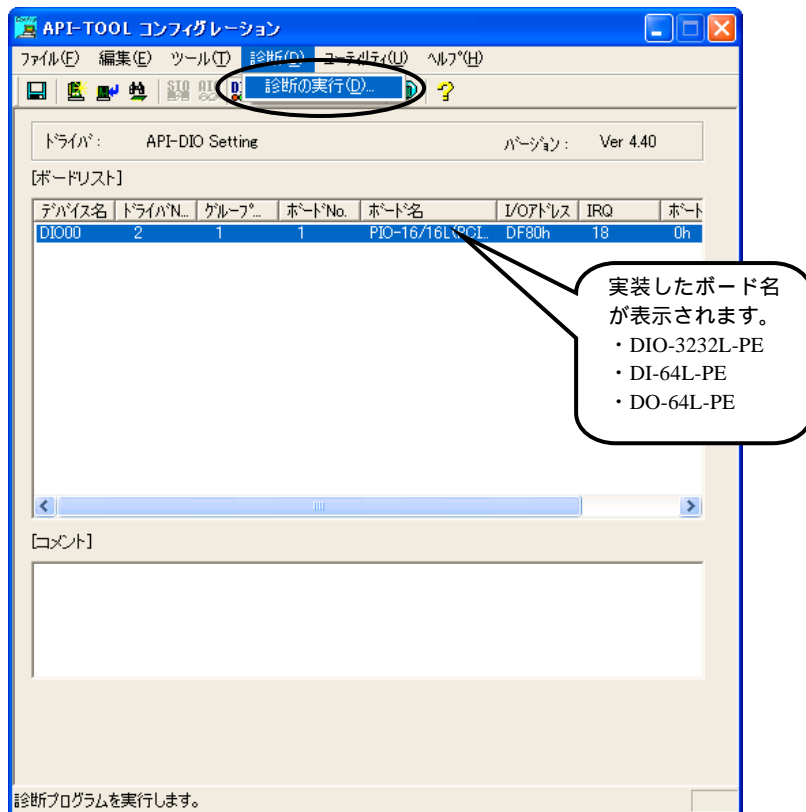 API-TOOL コンフィグレーション
ファイル(F) 編集(E) ツール(T) 診断(D) ユーティリティ(U) ヘルプ(H)
診断の実行(D)...
ドライバ: API-DIO Setting バージョン: Ver 4.40
[ボードリスト]
デバイス名 ドライバN... グループ... ボードNo. ボード名 I/Oアドレス IRQ ボート
DIO00 2 1 1 PIO-16/16L(PCI... DF80h 18 0h
実装したボード名
が表示されます。
・DIO-3232L-PE
・DI-64L-PE
・DO-64L-PE
[コメント]
診断プログラムを実行します。